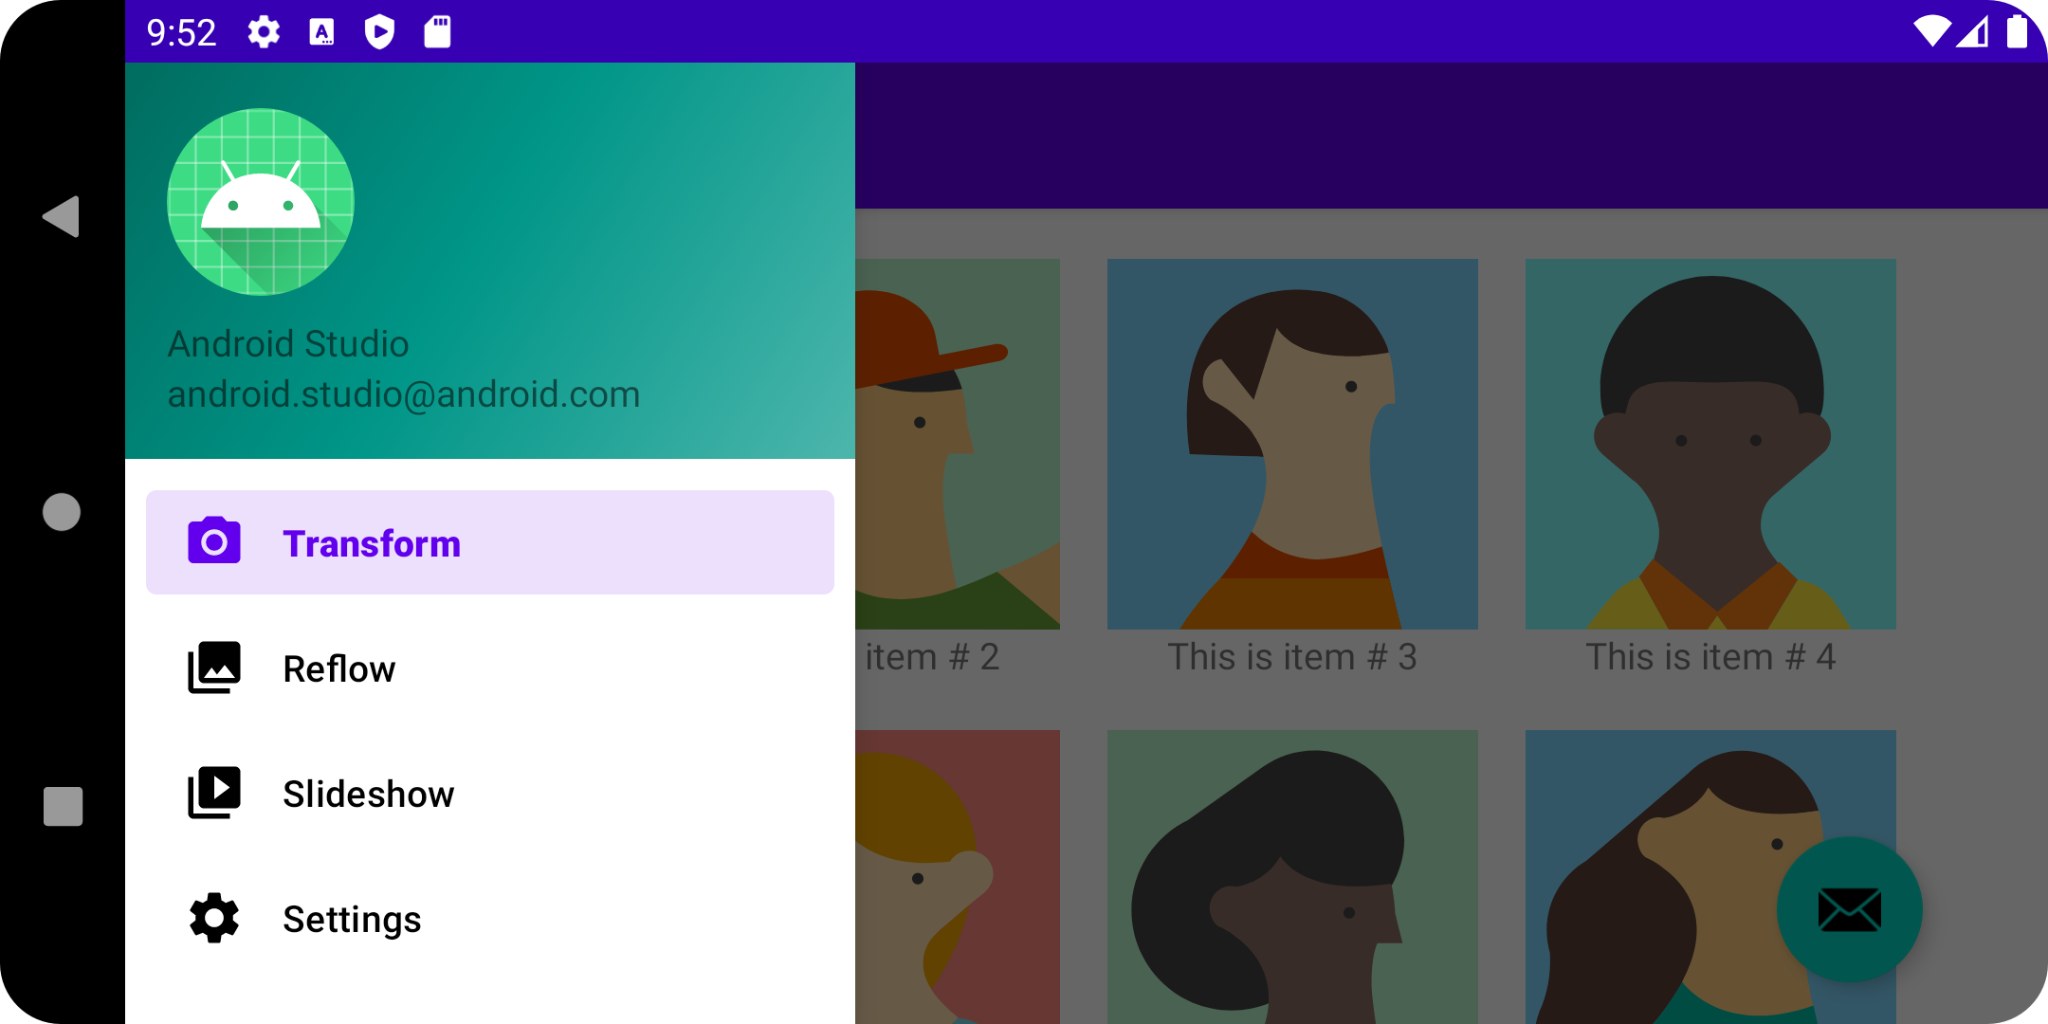 9:52
Android Studio
android.studio@android.com
Transform
Reflow
Slideshow
Settings
item # 2
This is item # 3
This is item # 4